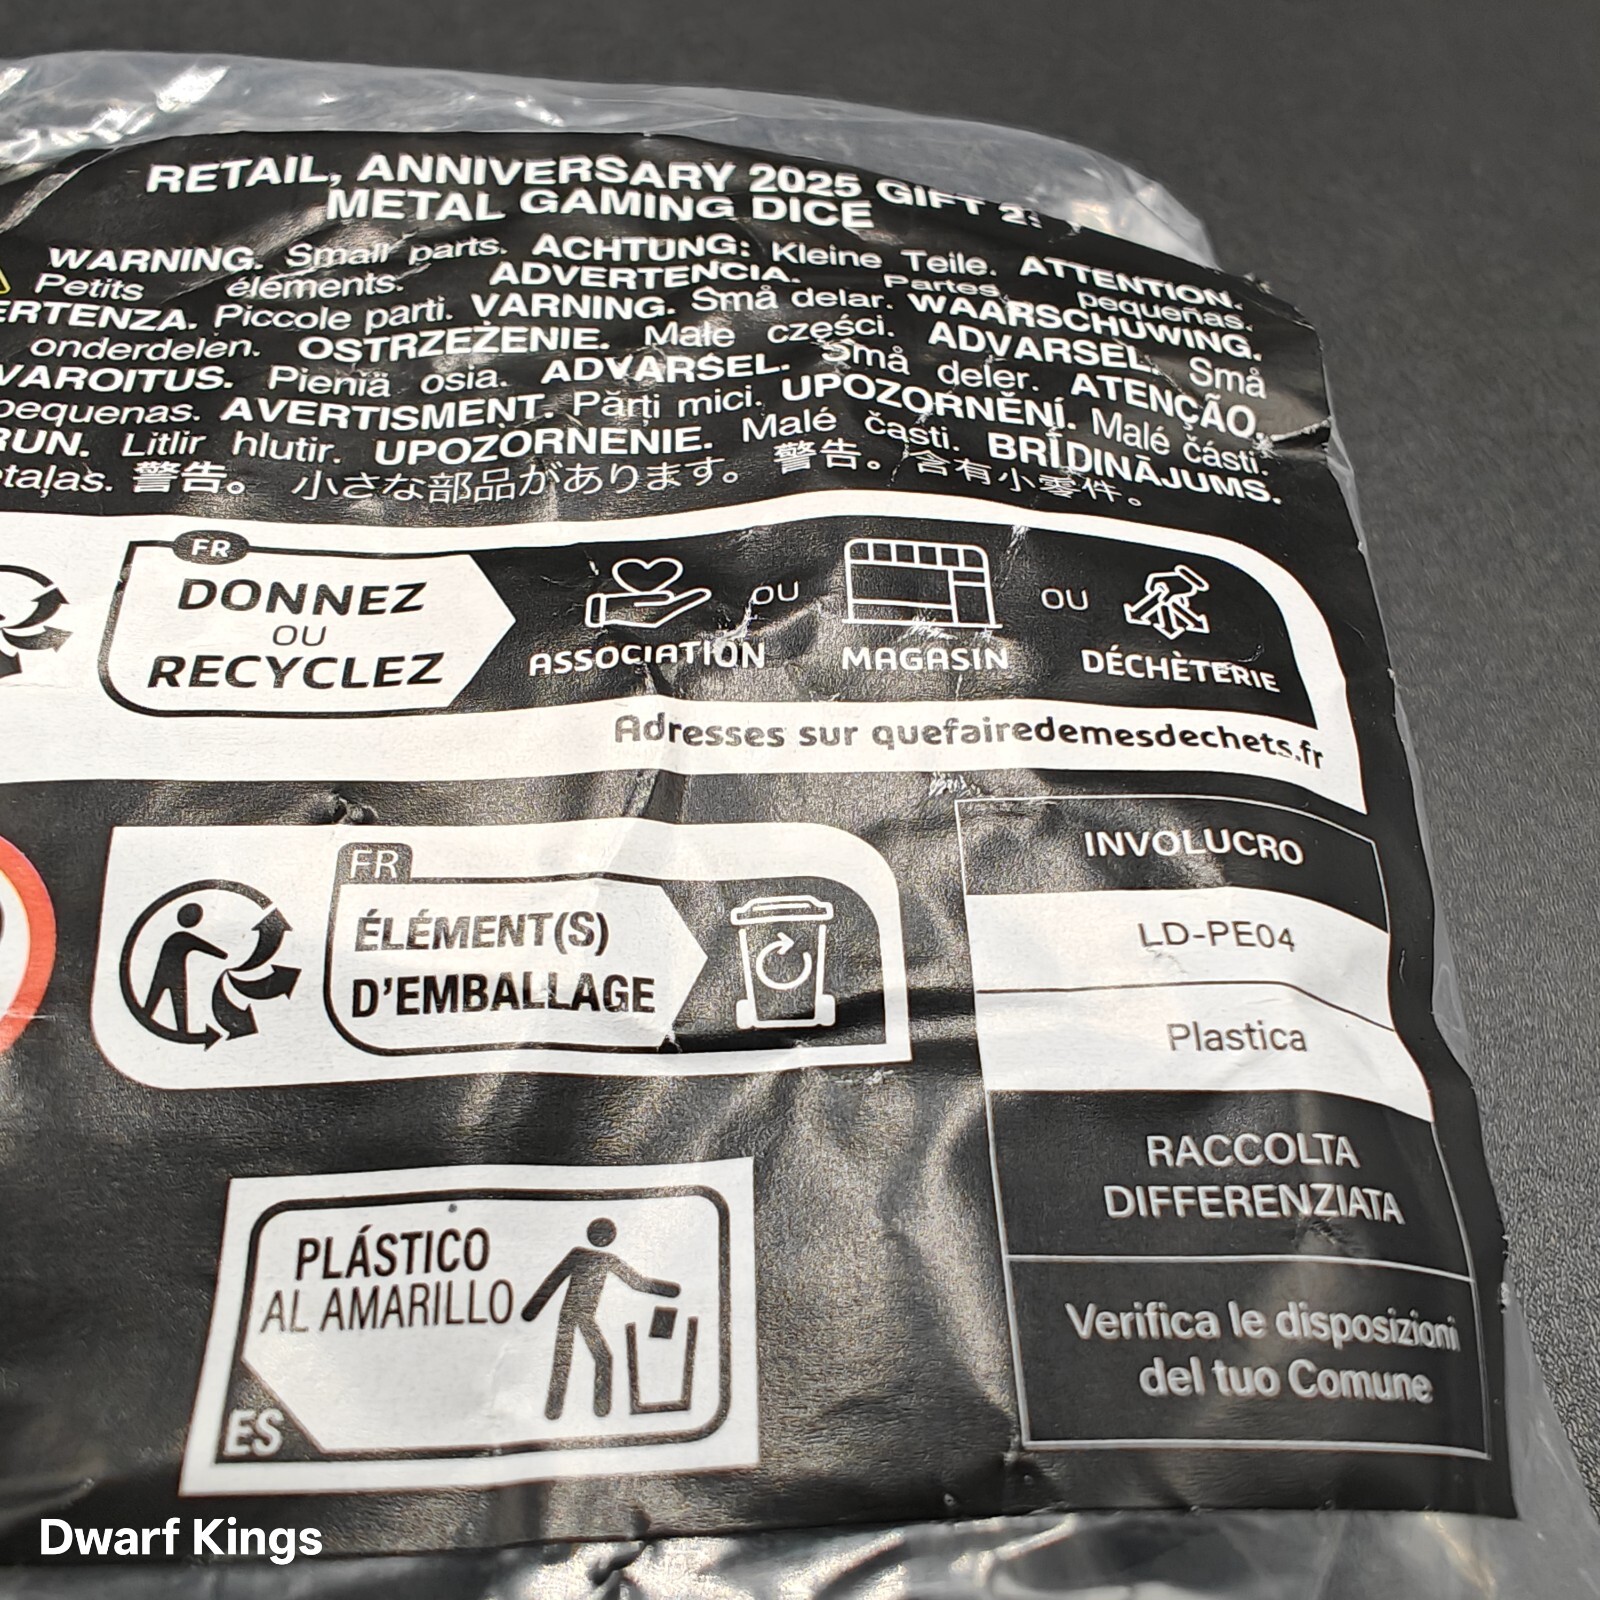 RETAIL, ANNIVERSARY 2025 GIFT 2:
METAL GAMING DICE
WARNING. Small parts. ACHTUNG: Kleine Teile. ATTENTION.
Petits éléments. ADVERTENCIA. Partes pequeñas.
ERTENZA. Piccole parti. VARNING. Små delar. WAARSCHUWING.
onderdelen. OSTRZEŻENIE. Małe części. ADVARSEL. Små
VAROITUS. Pieniä osia. ADVARSEL. Små deler. ATENÇÃO.
pequenas. AVERTISMENT. Părți mici. UPOZORNĚNÍ. Malé části.
RUN. Litlir hlutir. UPOZORNENIE. Malé časti. BRĪDINĀJUMS.
etaļas. 警告。 小さな部品があります。 警告。含有小零件。
FR
DONNEZ
OU
RECYCLEZ
ASSOCIATION OU MAGASIN OU DÉCHÈTERIE
Adresses sur quefairedemesdechets.fr
FR
ÉLÉMENT(S)
D'EMBALLAGE
INVOLUCRO
LD-PE04
Plastica
RACCOLTA
DIFFERENZIATA
Verifica le disposizioni
del tuo Comune
PLÁSTICO
AL AMARILLO
ES
Dwarf Kings